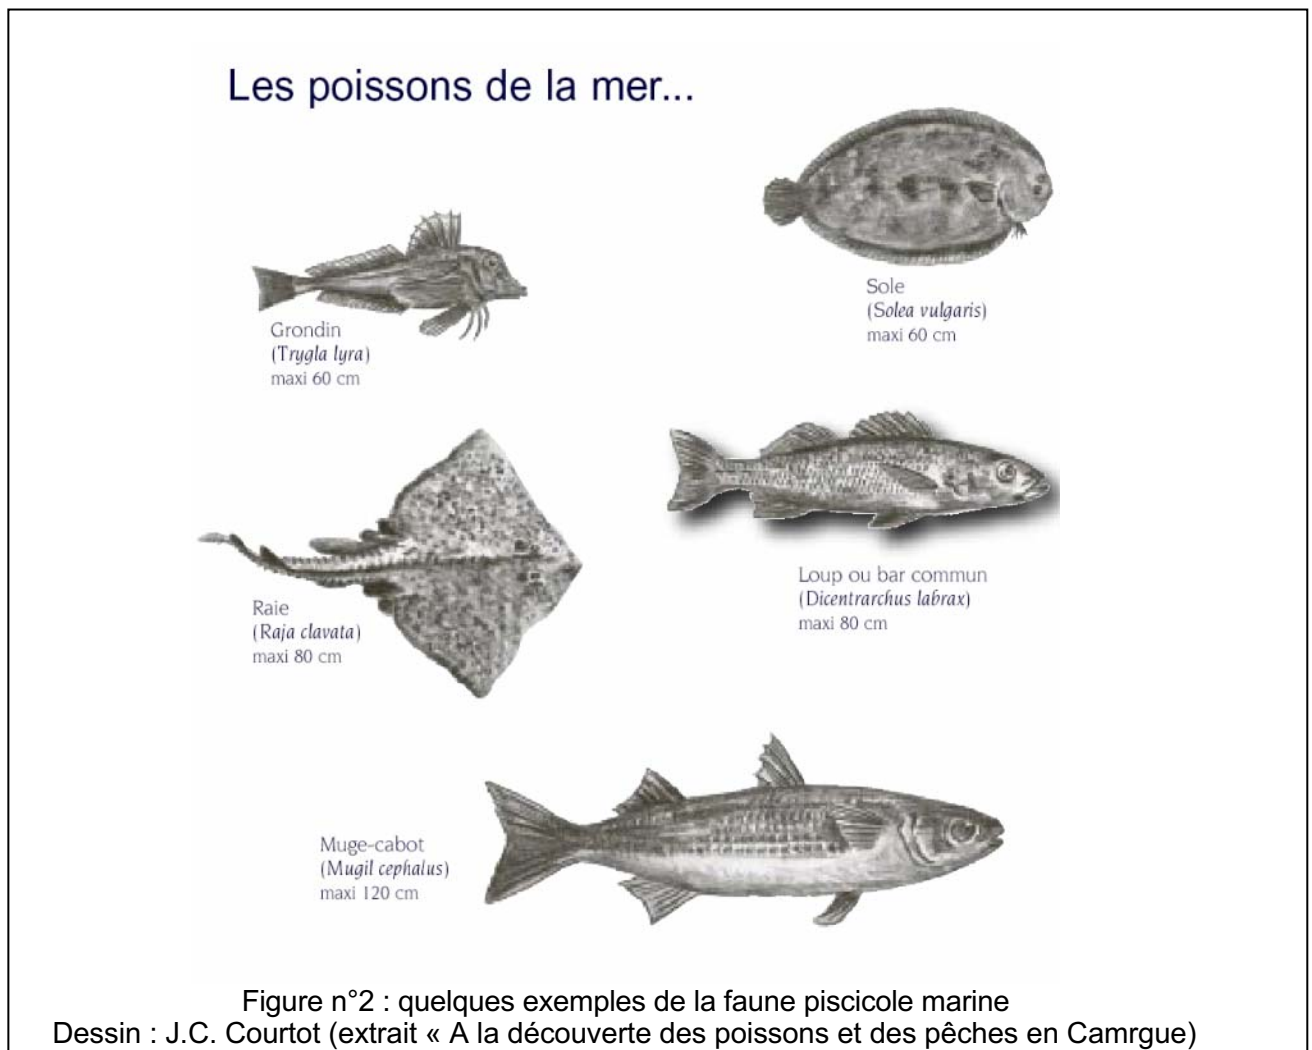 Les poissons de la mer...
Sole
(Solea vulgaris)
maxi 60 cm
Grondin
(Trygla lyra)
maxi 60 cm
Loup ou bar commun
(Dicentrarchus labrax)
maxi 80 cm
Raie
(Raja clavata)
maxi 80 cm
Muge-cabot
(Mugil cephalus)
maxi 120 cm
Figure n°2 : quelques exemples de la faune piscicole marine
Dessin : J.C. Courtot (extrait « A la découverte des poissons et des pêches en Camrgue)